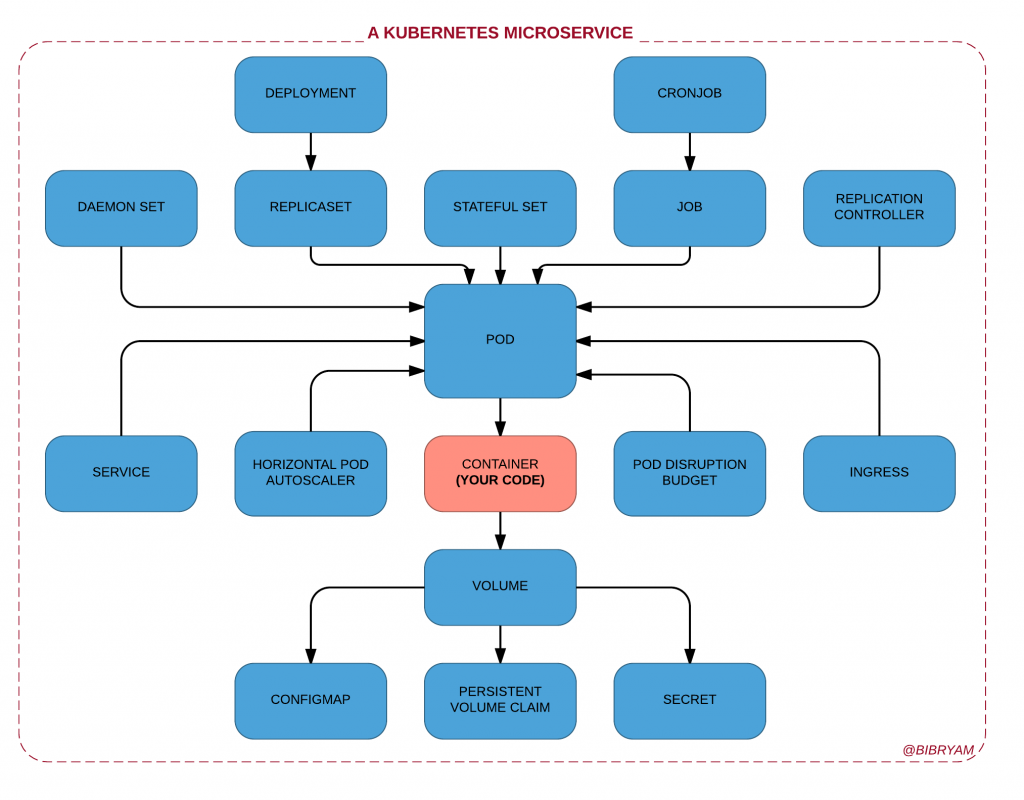 A KUBERNETES MICROSERVICE
DEPLOYMENT
CRONJOB
DAEMON SET
REPLICASET
STATEFUL SET
JOB
REPLICATION
CONTROLLER
POD
SERVICE
HORIZONTAL POD
AUTOSCALER
CONTAINER
(YOUR CODE)
POD DISRUPTION
BUDGET
INGRESS
VOLUME
CONFIGMAP
PERSISTENT
VOLUME CLAIM
SECRET
@BIBRYAM